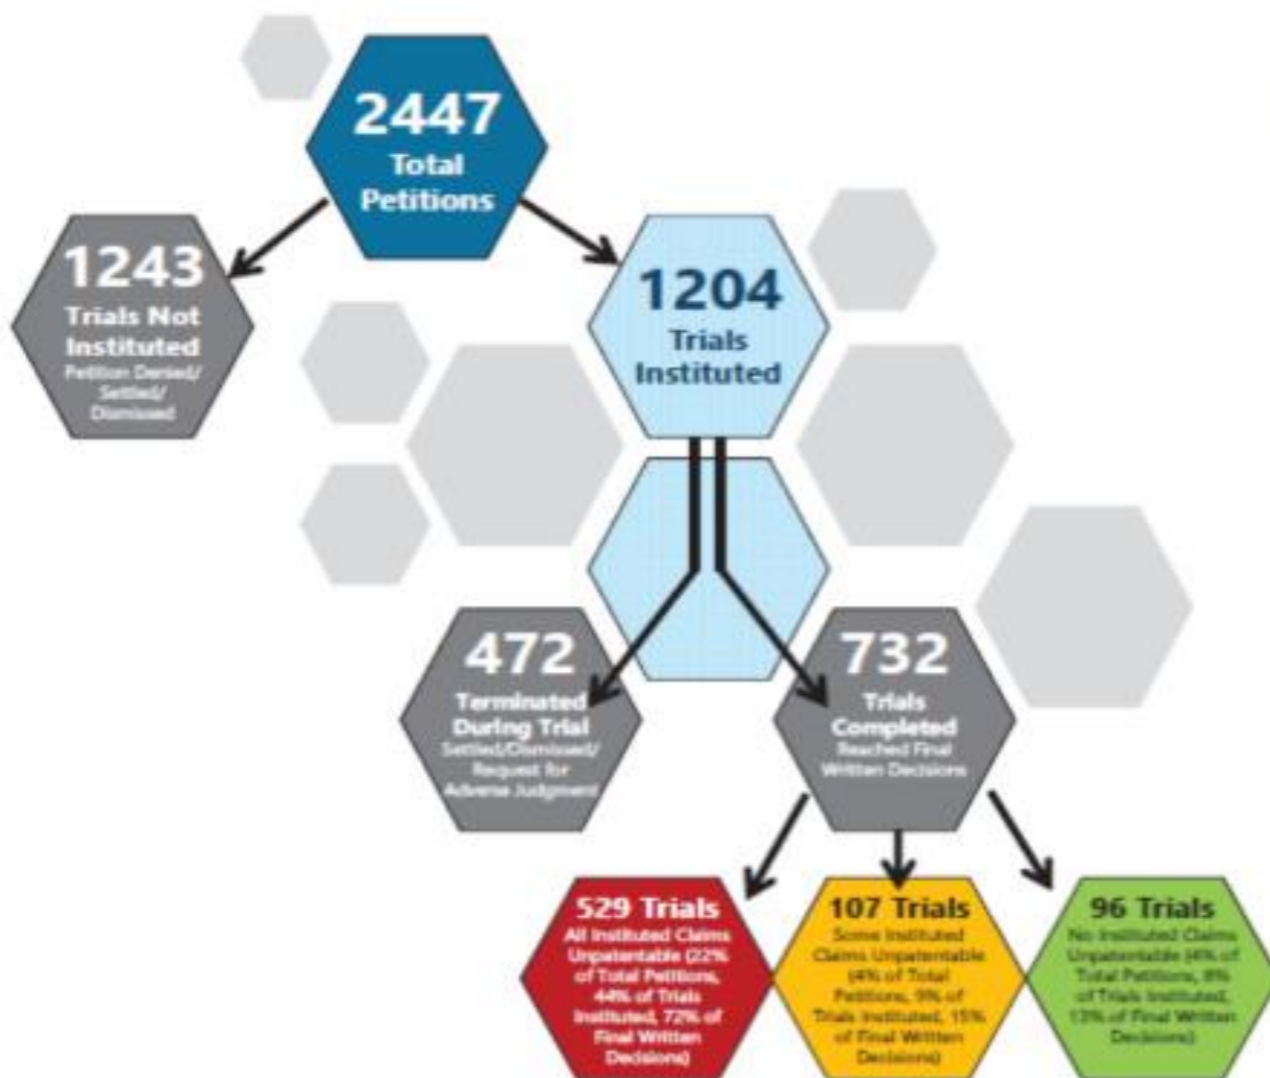 2447
Total
Petitions
1243
Trials Not
Instituted
Petition Denied/
Settled/
Dismissed
1204
Trials
Instituted
472
Terminated
During Trial
Settled/Dismissed/
Request for
Adverse Judgment
732
Trials
Completed
Reached Final
Written Decisions
529 Trials
All Instituted Claims
Unpatentable (22%
of Total Petitions,
44% of Trials
Instituted, 72% of
Final Written
Decisions)
107 Trials
Some Instituted
Claims Unpatentable
(4% of Total
Petitions, 9% of
Trials Instituted, 15%
of Final Written
Decisions)
96 Trials
No Instituted Claims
Unpatentable (4% of
Total Petitions, 8%
of Trials Instituted,
13% of Final Written
Decisions)